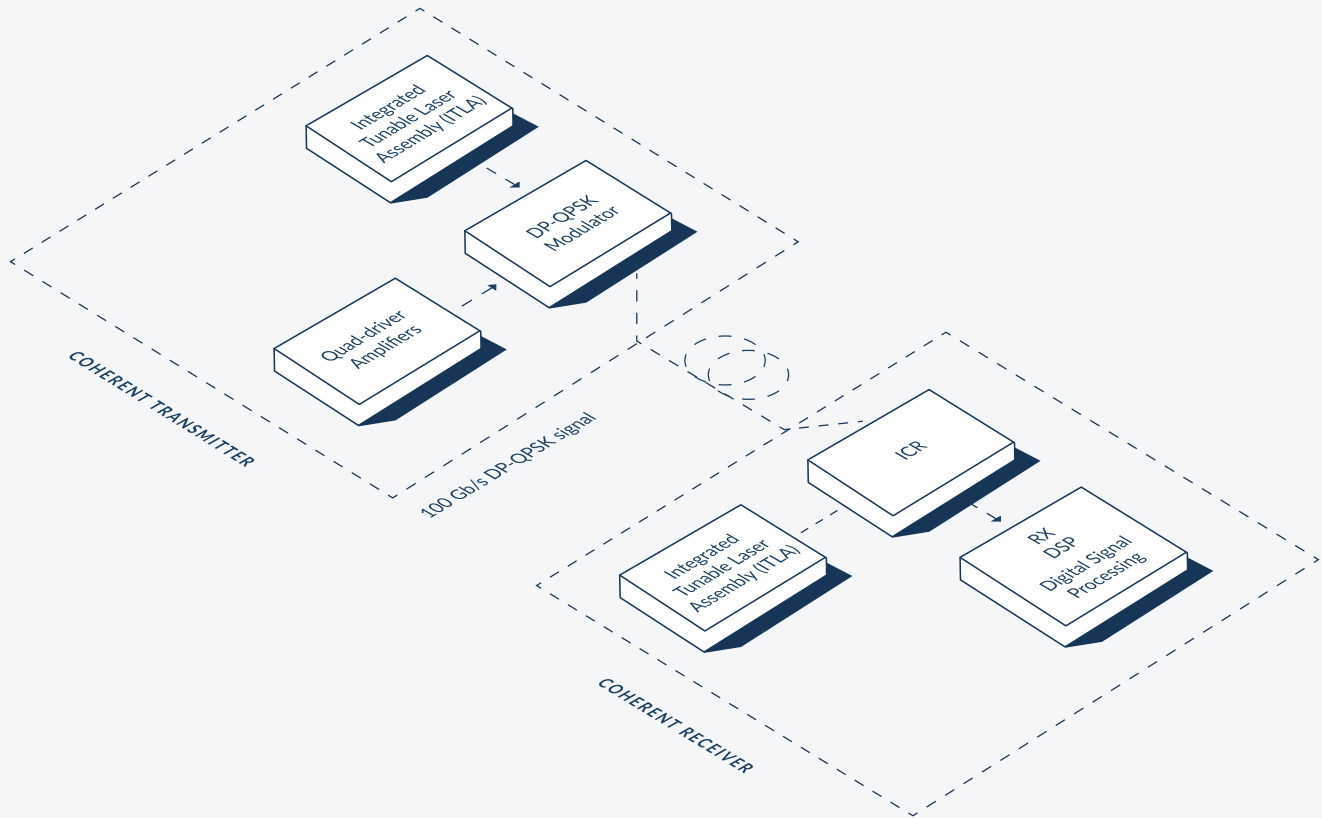 Integrated
Tunable Laser
Assembly (ITLA)
DP-QPSK
Modulator
Quad-driver
Amplifiers
COHERENT TRANSMITTER
100 Gb/s DP-QPSK signal
ICR
Integrated
Tunable Laser
Assembly (ITLA)
RX
DSP
Digital Signal
Processing
COHERENT RECEIVER